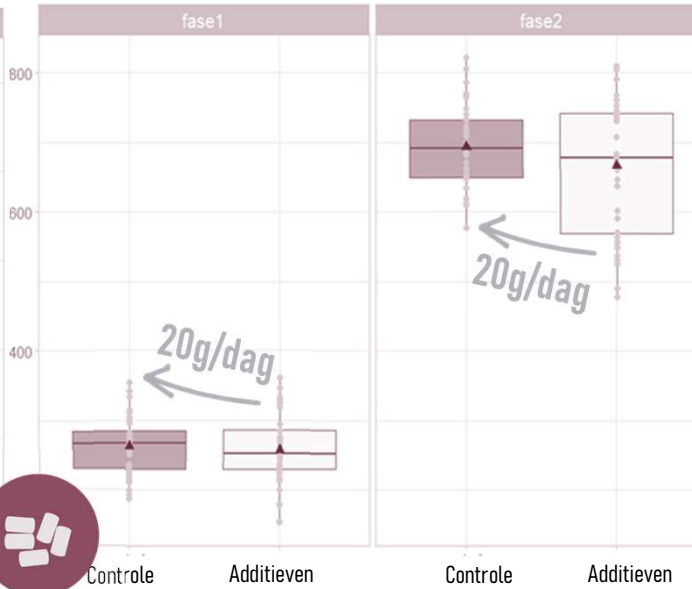 fase1
fase2
800
600
400
20g/dag
20g/dag
Controle
Additieven
Controle
Additieven